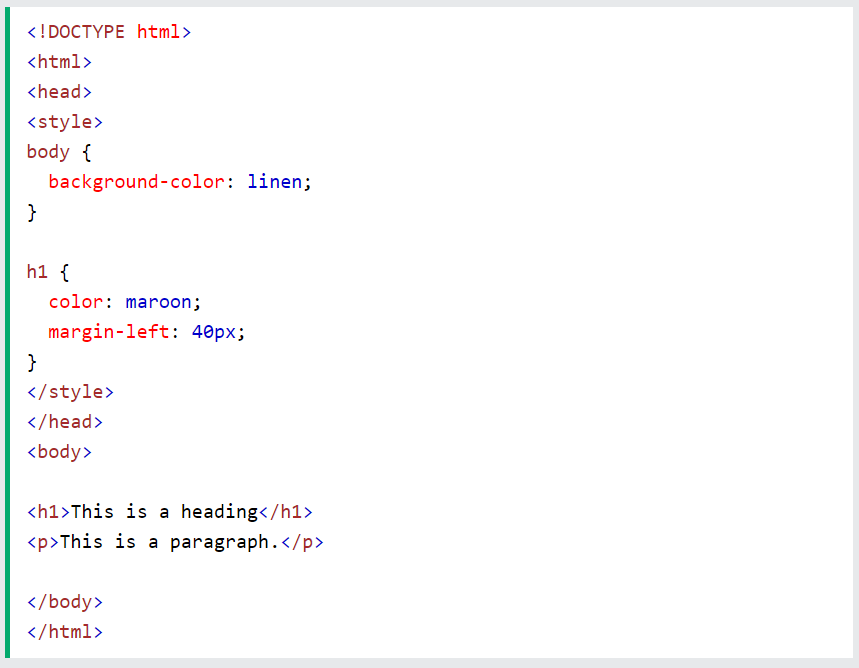 <!DOCTYPE html>
<html>
<head>
<style>
body {
  background-color: linen;
}

h1 {
  color: maroon;
  margin-left: 40px;
}
</style>
</head>
<body>

<h1>This is a heading</h1>
<p>This is a paragraph.</p>

</body>
</html>